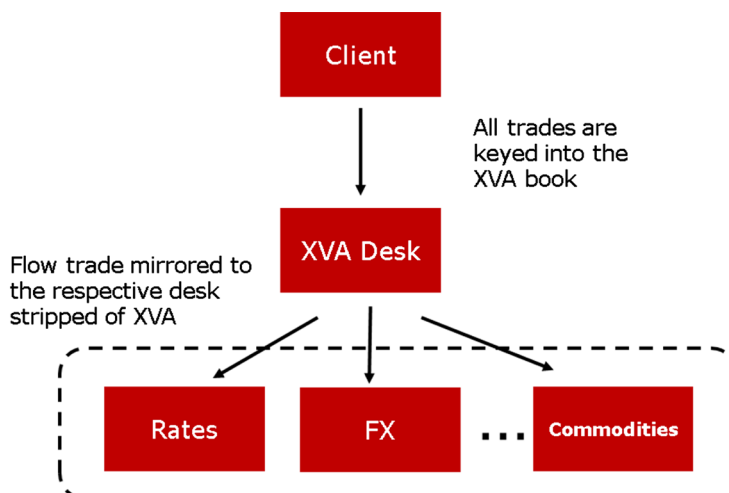 Client
All trades are
keyed into the
XVA book
XVA Desk
Flow trade mirrored to
the respective desk
stripped of XVA
Rates
FX
...
Commodities